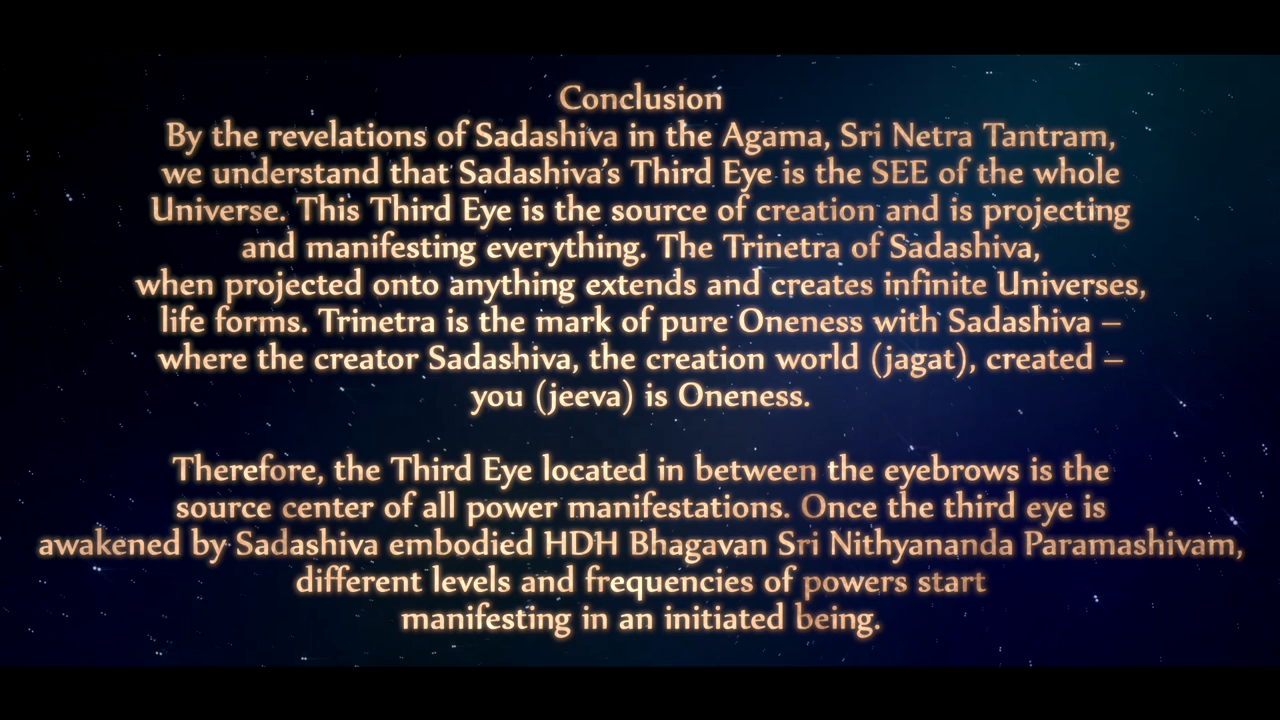 Conclusion
By the revelations of Sadashiva in the Agama, Sri Netra Tantram,
we understand that Sadashiva's Third Eye is the SEE of the whole
Universe. This Third Eye is the source of creation and is projecting
and manifesting everything. The Trinetra of Sadashiva,
when projected onto anything extends and creates infinite Universes,
life forms. Trinetra is the mark of pure Oneness with Sadashiva –
where the creator Sadashiva, the creation world (jagat), created –
you (jeeva) is Oneness.
Therefore, the Third Eye located in between the eyebrows is the
source center of all power manifestations. Once the third eye is
awakened by Sadashiva embodied HDH Bhagavan Sri Nithyananda Paramashivam,
different levels and frequencies of powers start
manifesting in an initiated being.